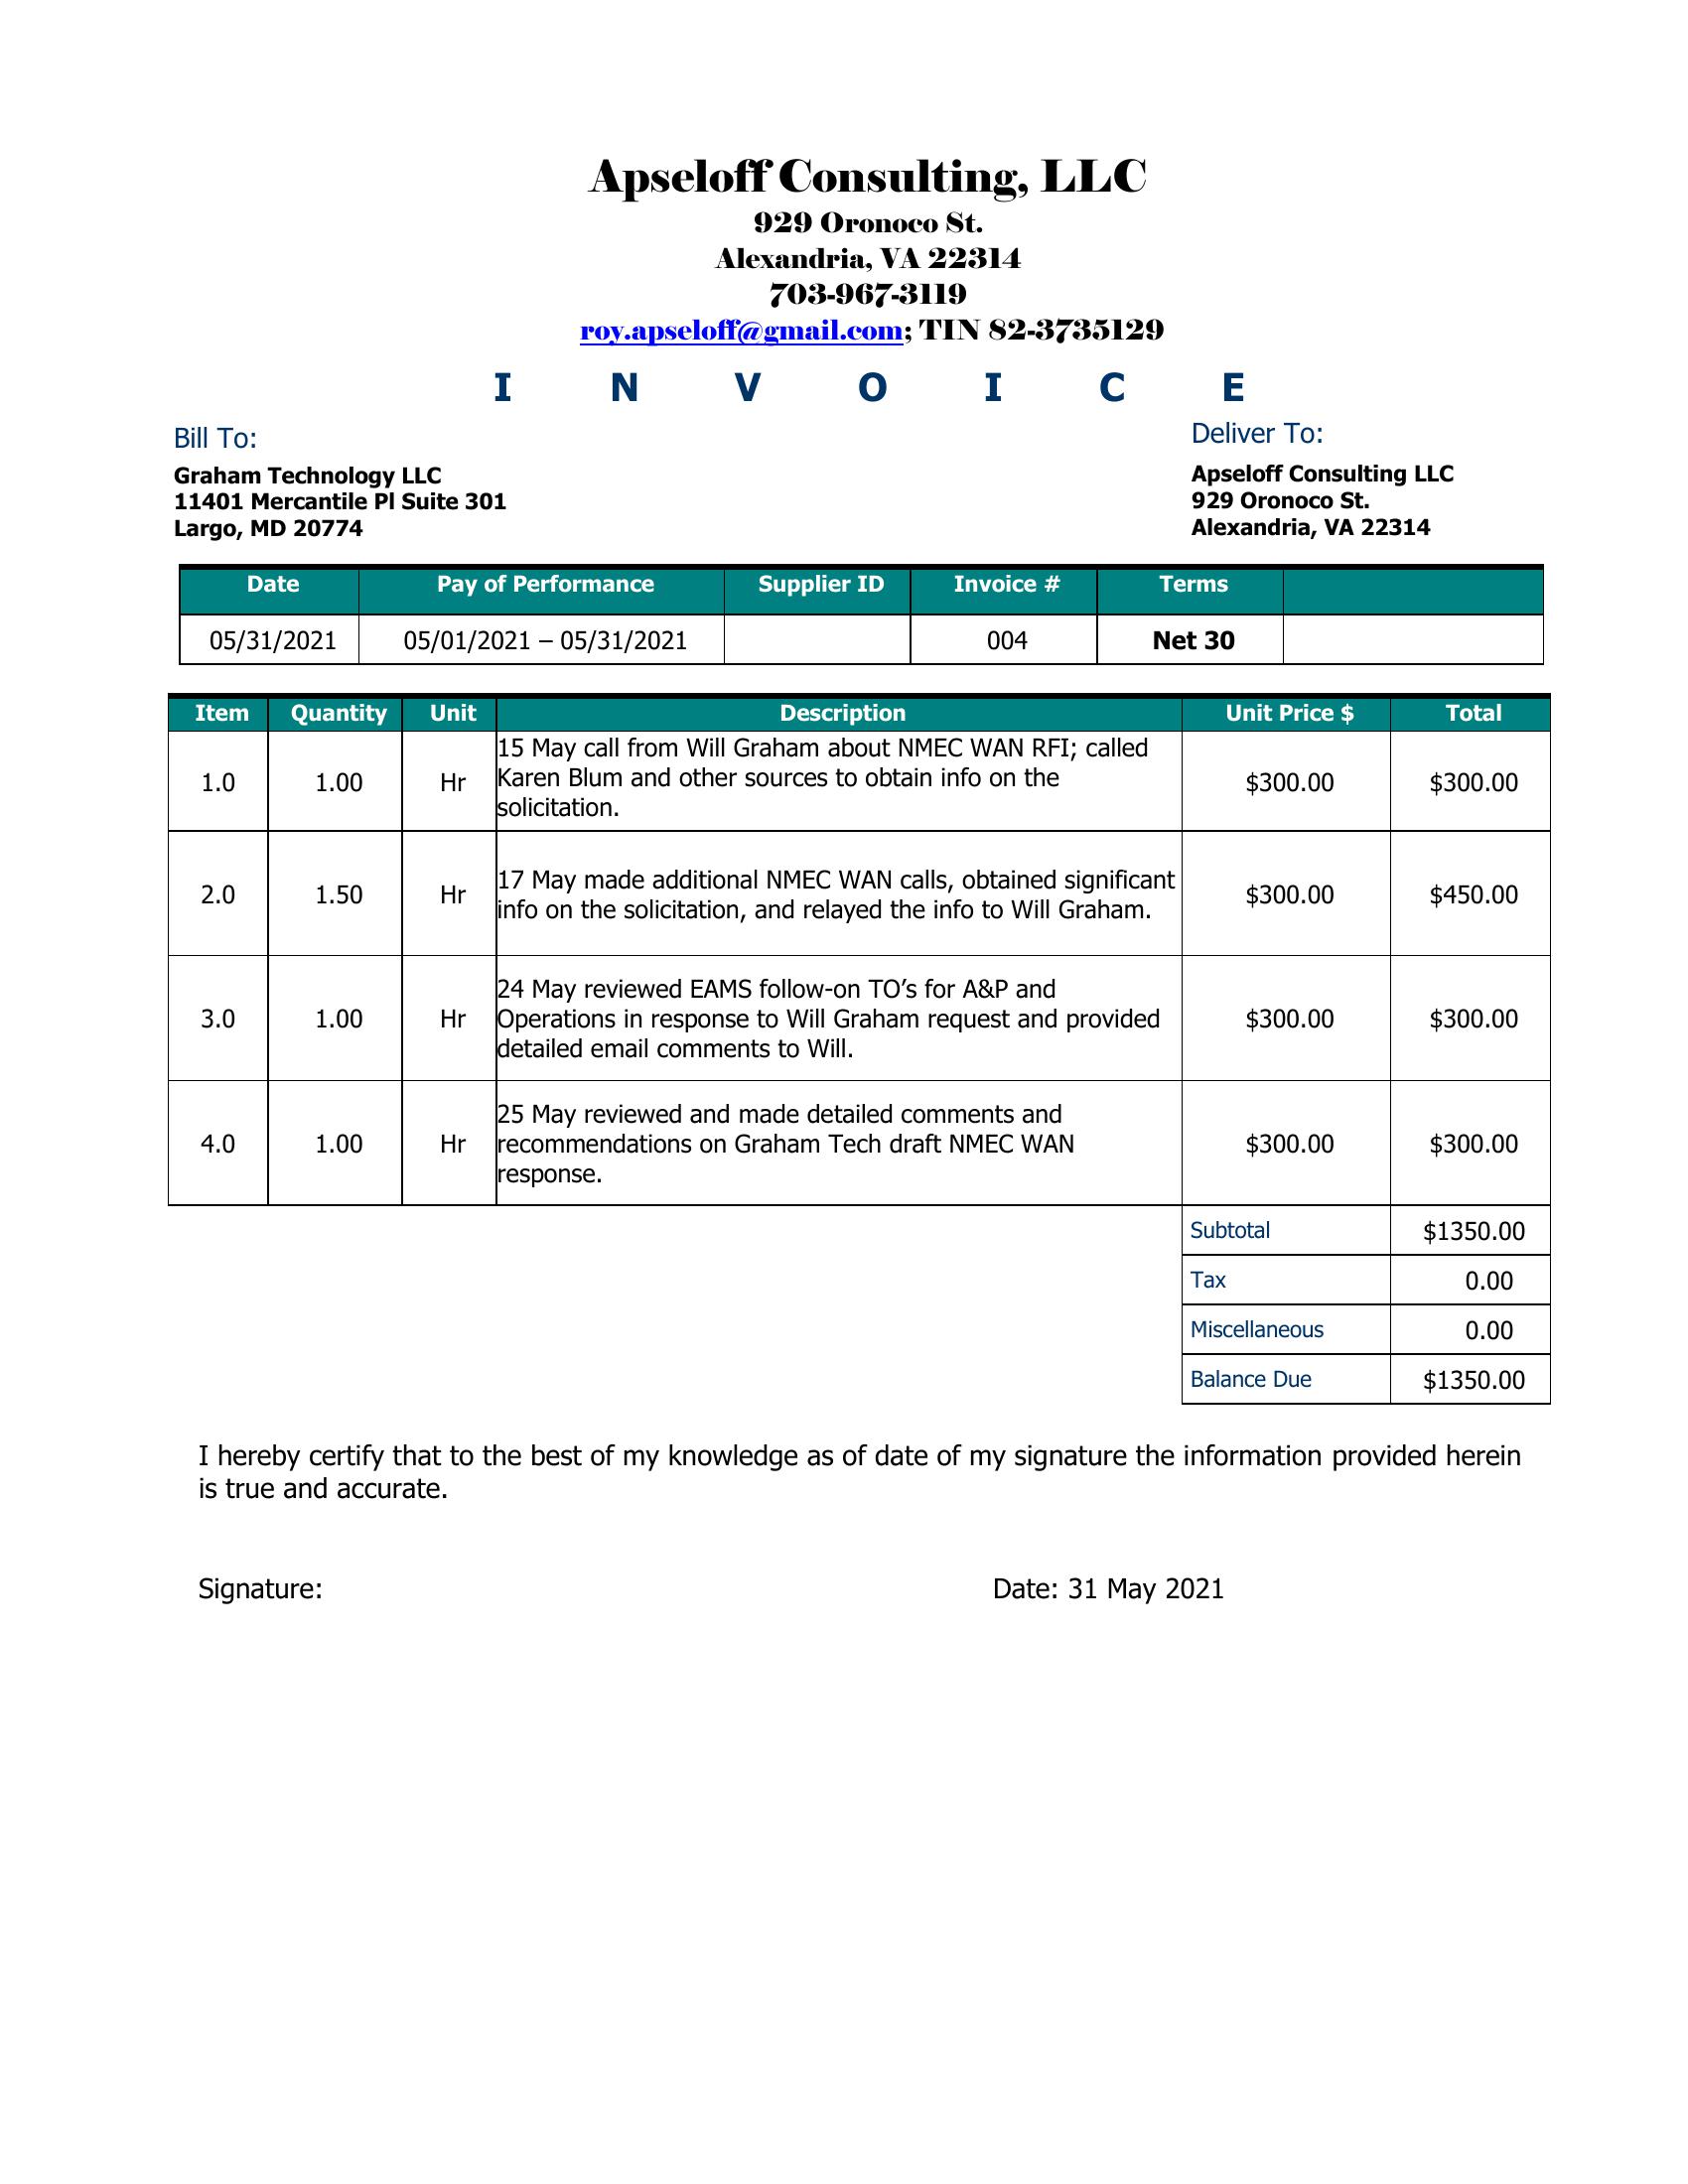 Apseloff Consulting, LLC
929 Oronoco St.
Alexandria, VA 22314
703-967-3119
roy.apseloff@gmail.com; TIN 82-3735129
I N V O I C E
Bill To:
Graham Technology LLC
11401 Mercantile Pl Suite 301
Largo, MD 20774
Deliver To:
Apseloff Consulting LLC
929 Oronoco St.
Alexandria, VA 22314
Date Pay of Performance Supplier ID Invoice # Terms
05/31/2021 05/01/2021 – 05/31/2021 004 Net 30
Item Quantity Unit Description Unit Price $ Total
1.0 1.00 Hr 15 May call from Will Graham about NMEC WAN RFI; called
Karen Blum and other sources to obtain info on the
solicitation. $300.00 $300.00
2.0 1.50 Hr 17 May made additional NMEC WAN calls, obtained significant
info on the solicitation, and relayed the info to Will Graham. $300.00 $450.00
3.0 1.00 Hr 24 May reviewed EAMS follow-on TO’s for A&P and
Operations in response to Will Graham request and provided
detailed email comments to Will. $300.00 $300.00
4.0 1.00 Hr 25 May reviewed and made detailed comments and
recommendations on Graham Tech draft NMEC WAN
response. $300.00 $300.00
Subtotal $1350.00
Tax 0.00
Miscellaneous 0.00
Balance Due $1350.00
I hereby certify that to the best of my knowledge as of date of my signature the information provided herein
is true and accurate.
Signature: Date: 31 May 2021